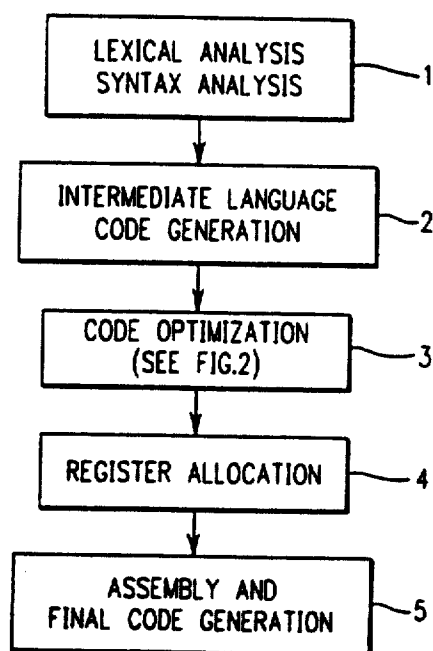 LEXICAL ANALYSIS
SYNTAX ANALYSIS
1
INTERMEDIATE LANGUAGE
CODE GENERATION
2
CODE OPTIMIZATION
(SEE FIG.2)
3
REGISTER ALLOCATION
4
ASSEMBLY AND
FINAL CODE GENERATION
5